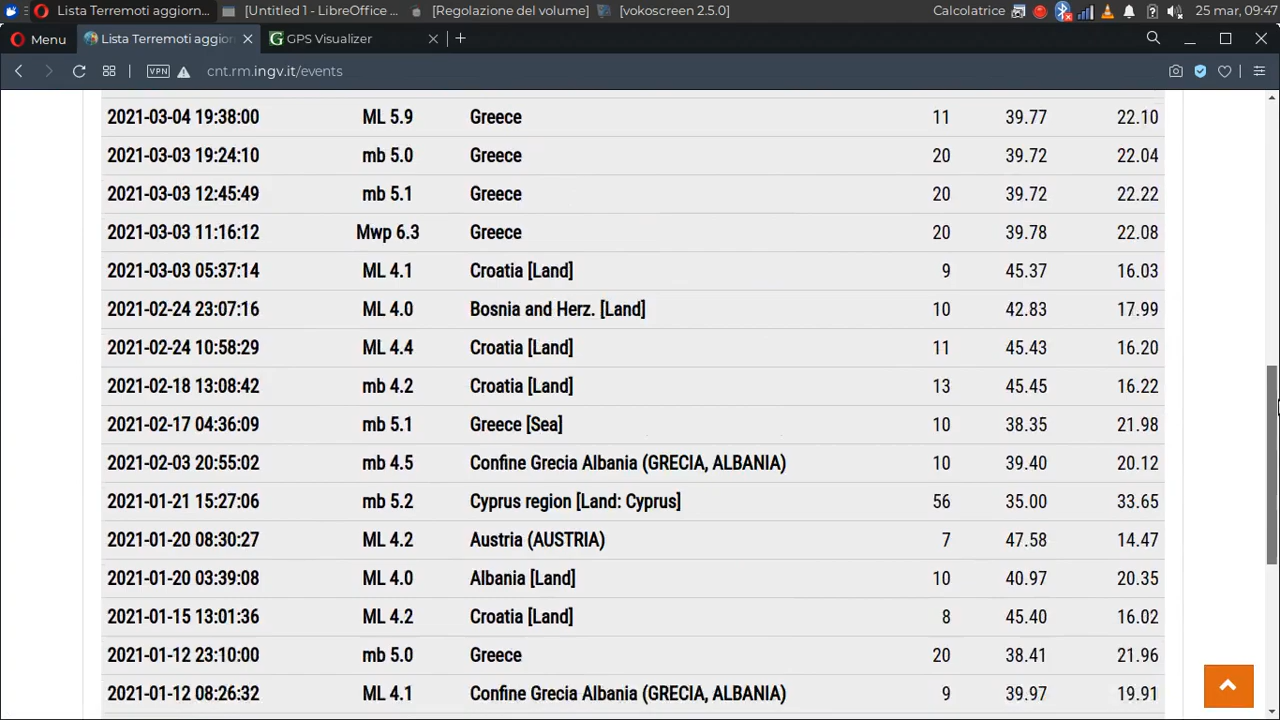 Lista Terremoti aggiorn... [Untitled 1 - LibreOffice ... [Regolazione del volume] [vokoscreen 2.5 Calcolatrice 25 mar, 09:47
Menu Lista Terremoti aggion GPS Visualizer
VPN cnt.rm.ingv.it/events
2021-03-04 19:38:00 ML 5.9 Greece 11 39.77 22.10
2021-03-03 19:24:10 mb 5.0 Greece 20 39.72 22.04
2021-03-03 12:45:49 mb 5.1 Greece 20 39.72 22.22
2021-03-03 11:16:12 Mwp 6.3 Greece 20 39.78 22.08
2021-03-03 05:37:14 ML 4.1 Croatia [Land] 9 45.37 16.03
2021-02-24 23:07:16 ML 4.0 Bosnia and Herz. [Land] 10 42.83 17.99
2021-02-24 10:58:29 ML 4.4 Croatia [Land] 11 45.43 16.20
2021-02-18 13:08:42 mb 4.2 Croatia [Land] 13 45.45 16.22
2021-02-17 04:36:09 mb 5.1 Greece [Sea] 10 38.35 21.98
2021-02-03 20:55:02 mb 4.5 Confine Grecia Albania (GRECIA, ALBANIA) 10 39.40 20.12
2021-01-21 15:27:06 mb 5.2 Cyprus region [Land: Cyprus] 56 35.00 33.65
2021-01-20 08:30:27 ML 4.2 Austria (AUSTRIA) 7 47.58 14.47
2021-01-20 03:39:08 ML 4.0 Albania [Land] 10 40.97 20.35
2021-01-15 13:01:36 ML 4.2 Croatia [Land] 8 45.40 16.02
2021-01-12 23:10:00 mb 5.0 Greece 20 38.41 21.96
2021-01-12 08:26:32 ML 4.1 Confine Grecia Albania (GRECIA, ALBANIA) 9 39.97 19.91